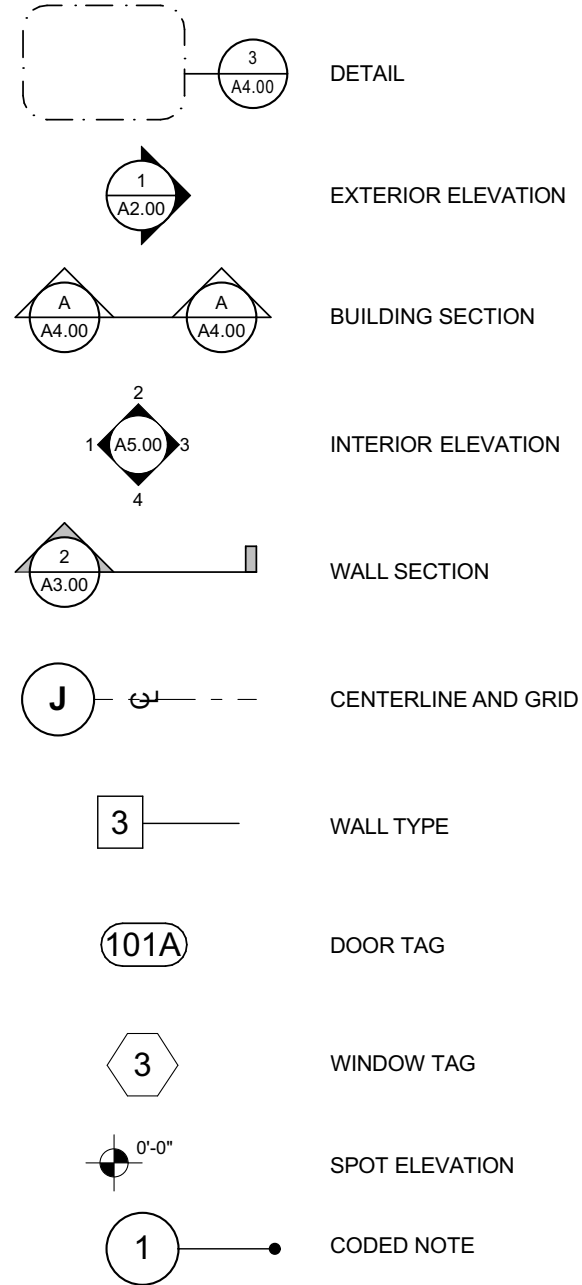 3
A4.00
DETAIL
1
A2.00
EXTERIOR ELEVATION
A
A4.00
A
A4.00
BUILDING SECTION
2
1
A5.00
3
4
INTERIOR ELEVATION
2
A3.00
WALL SECTION
J
CENTERLINE AND GRID
3
WALL TYPE
101A
DOOR TAG
3
WINDOW TAG
0'-0"
SPOT ELEVATION
1
CODED NOTE